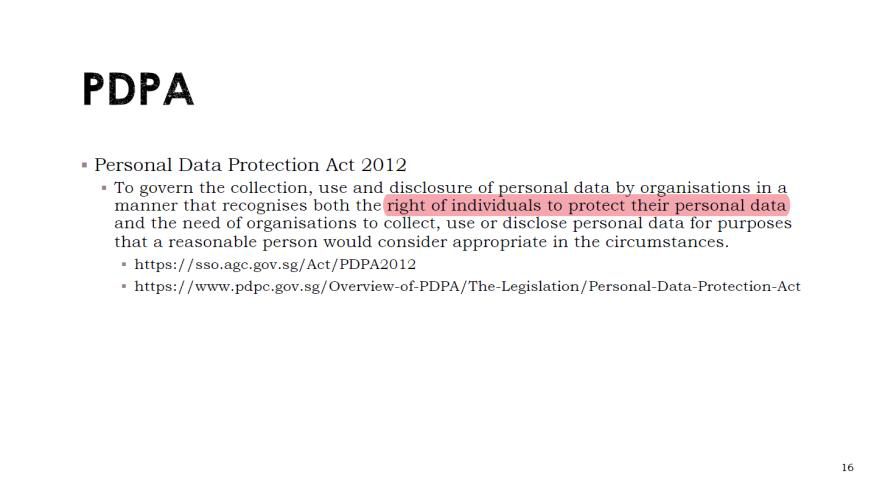 PDPA
Personal Data Protection Act 2012
To govern the collection, use and disclosure of personal data by organisations in a
manner that recognises both the right of individuals to protect their personal data
and the need of organisations to collect, use or disclose personal data for purposes
that a reasonable person would consider appropriate in the circumstances.
https://sso.agc.gov.sg/Act/PDPA2012
https://www.pdpc.gov.sg/Overview-of-PDPA/The-Legislation/Personal-Data-Protection-Act
16